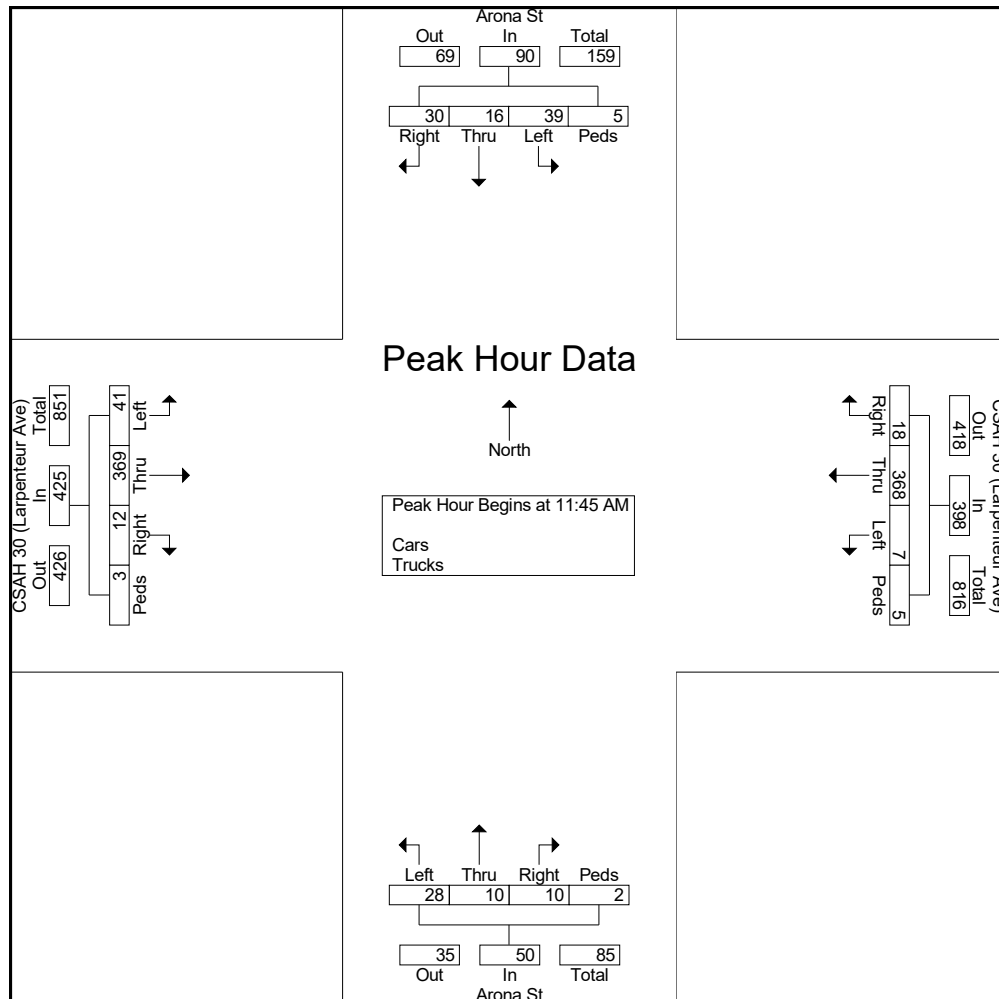 Arona St
Out In Total
69 90 159
30 16 39 5
Right Thru Left Peds
Peak Hour Data
North
Peak Hour Begins at 11:45 AM
Cars
Trucks
CSAH 30 (Larpenteur Ave)
Out In Total
426 425 851
3 12 369 41
Peds Right Thru Left
CSAH 30 (Larpenteur Ave)
Out In Total
418 398 816
18 368 7 5
Right Thru Left Peds
Left Thru Right Peds
28 10 10 2
35 50 85
Out In Total
Arona St